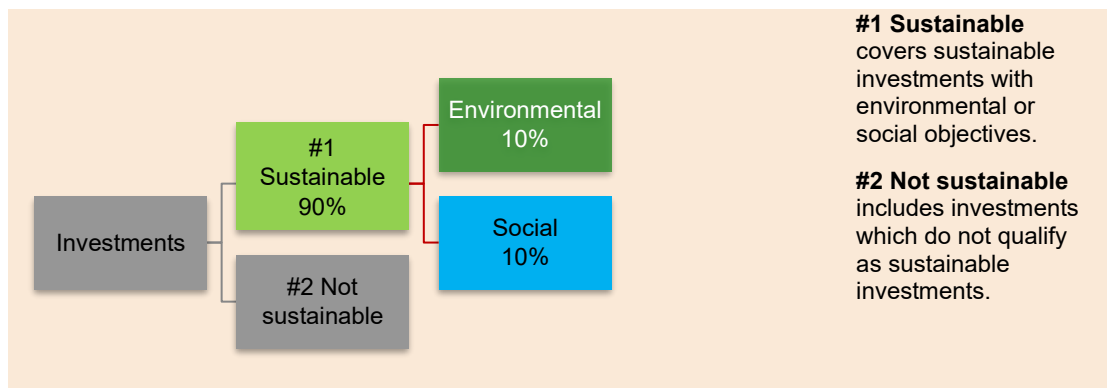 Investments
#1
Sustainable
90%
#2 Not
sustainable
Environmental
10%
Social
10%
#1 Sustainable
covers sustainable
investments with
environmental or
social objectives.
#2 Not sustainable
includes investments
which do not qualify
as sustainable
investments.